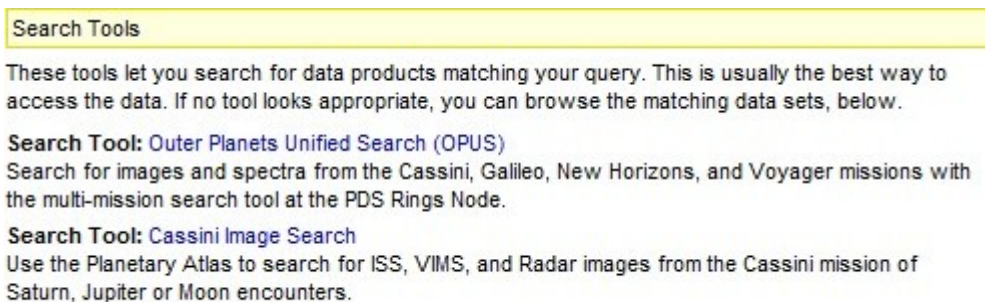 Search Tools
These tools let you search for data products matching your query. This is usually the best way to
access the data. If no tool looks appropriate, you can browse the matching data sets, below.
Search Tool: Outer Planets Unified Search (OPUS)
Search for images and spectra from the Cassini, Galileo, New Horizons, and Voyager missions with
the multi-mission search tool at the PDS Rings Node.
Search Tool: Cassini Image Search
Use the Planetary Atlas to search for ISS, VIMS, and Radar images from the Cassini mission of
Saturn, Jupiter or Moon encounters.